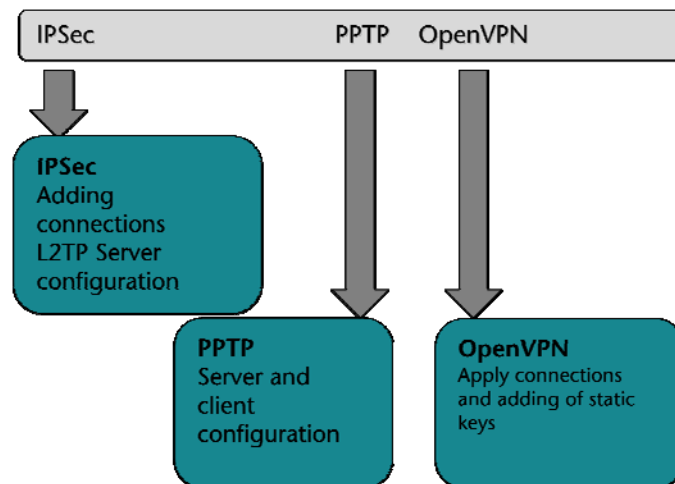 IPSec PPTP OpenVPN
IPSec
Adding
connections
L2TP Server
configuration
PPTP
Server and
client
configuration
OpenVPN
Apply connections
and adding of static
keys